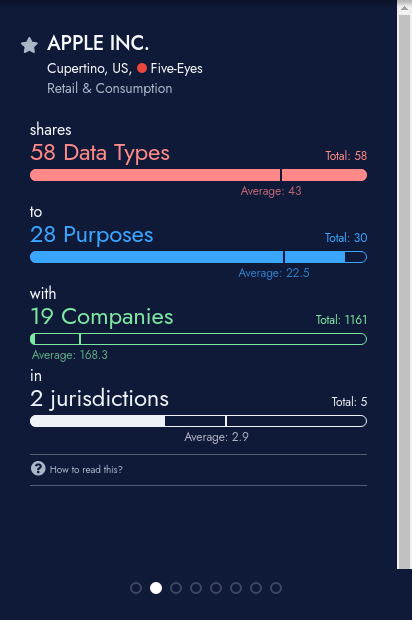 APPLE INC.
Cupertino, US, Five-Eyes
Retail & Consumption
shares
58 Data Types
Total: 58
Average: 43
to
28 Purposes
Total: 30
Average: 22.5
with
19 Companies
Total: 1161
Average: 168.3
in
2 jurisdictions
Total: 5
Average: 2.9
? How to read this?